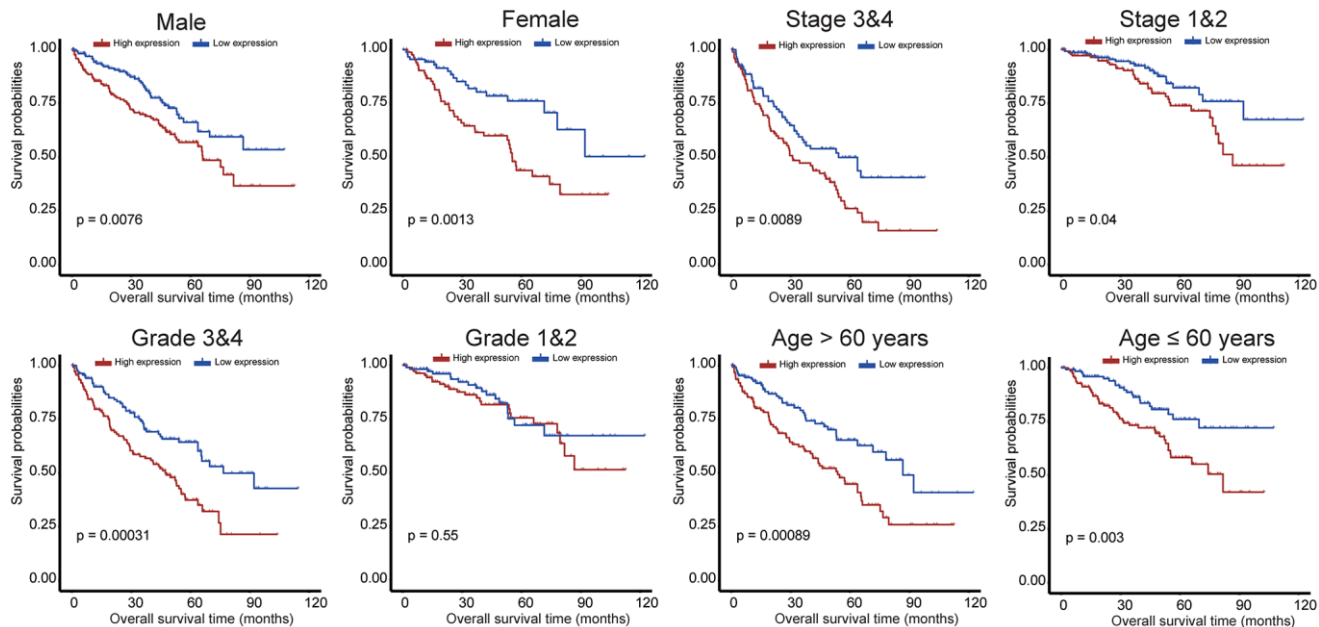 Male
High expression Low expression
Survival probabilities
1.00
0.75
0.50
0.25
0.00
p = 0.0076
0 30 60 90 120
Overall survival time (months)
Female
High expression Low expression
Survival probabilities
1.00
0.75
0.50
0.25
0.00
p = 0.0013
0 30 60 90 120
Overall survival time (months)
Stage 3&4
High expression Low expression
Survival probabilities
1.00
0.75
0.50
0.25
0.00
p = 0.0089
0 30 60 90 120
Overall survival time (months)
Stage 1&2
High expression Low expression
Survival probabilities
1.00
0.75
0.50
0.25
0.00
p = 0.04
0 30 60 90 120
Overall survival time (months)
Grade 3&4
High expression Low expression
Survival probabilities
1.00
0.75
0.50
0.25
0.00
p = 0.00031
0 30 60 90 120
Overall survival time (months)
Grade 1&2
High expression Low expression
Survival probabilities
1.00
0.75
0.50
0.25
0.00
p = 0.55
0 30 60 90 120
Overall survival time (months)
Age > 60 years
High expression Low expression
Survival probabilities
1.00
0.75
0.50
0.25
0.00
p = 0.00089
0 30 60 90 120
Overall survival time (months)
Age ≤ 60 years
High expression Low expression
Survival probabilities
1.00
0.75
0.50
0.25
0.00
p = 0.003
0 30 60 90 120
Overall survival time (months)